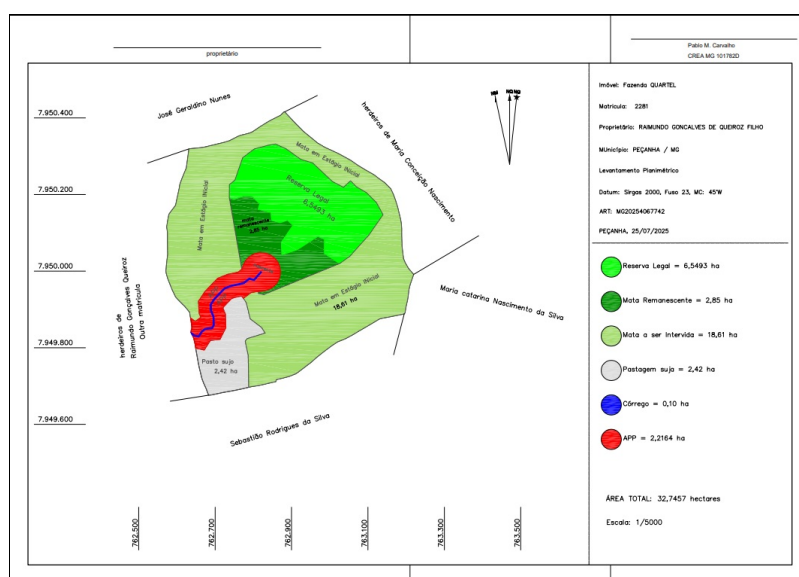 proprietário
Pablo M. Carvalho
CREA MG 101782D
José Geraldino Nunes
herdeiros de Maria Conceição Nascimento
NM NQ NG
7.950.400
7.950.200
7.950.000
7.949.800
7.949.600
Mata em Estágio INicial
Mata em Estágio INicial
Reserva Legal
6,5493 ha
mata
remanescente
2,85 ha
Mata em Estágio INicial
18,61 ha
Maria catarina Nascimento da Silva
herdeiros de
Raimundo Gonçalves Queiroz
Outra matrícula
Pasto sujo
2,42 ha
Sebastião Rodrigues da Silva
762.500
762.700
762.900
763.100
763.300
763.500
Imóvel: Fazenda QUARTEL
Matricula: 2281
Proprietário: RAIMUNDO GONCALVES DE QUEIROZ FILHO
MUnicípio: PEÇANHA / MG
Levantamento Planimétrico
Datum: Sirgas 2000, Fuso 23, MC: 45°W
ART: MG20254067742
PEÇANHA, 25/07/2025
Reserva Legal = 6,5493 ha
Mata Remanescente = 2,85 ha
Mata a ser Intervida = 18,61 ha
Pastagem suja = 2,42 ha
Córrego = 0,10 ha
APP = 2,2164 ha
ÁREA TOTAL: 32,7457 hectares
Escala: 1/5000